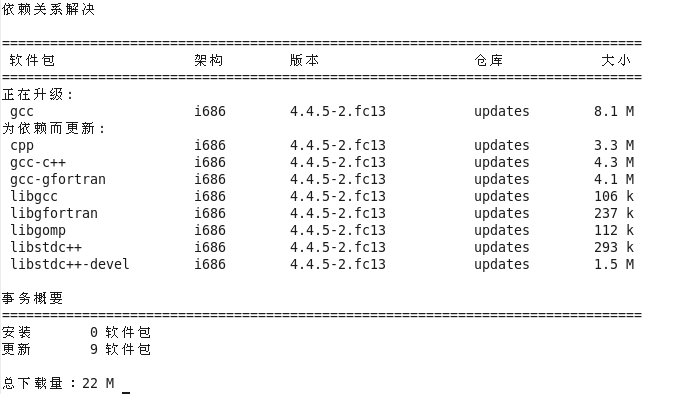 依赖关系解决
================================================================================
软件包 架构 版本 仓库 大小
================================================================================
正在升级:
gcc i686 4.4.5-2.fc13 updates 8.1 M
为依赖而更新:
cpp i686 4.4.5-2.fc13 updates 3.3 M
gcc-c++ i686 4.4.5-2.fc13 updates 4.3 M
gcc-gfortran i686 4.4.5-2.fc13 updates 4.1 M
libgcc i686 4.4.5-2.fc13 updates 106 k
libgfortran i686 4.4.5-2.fc13 updates 237 k
libgomp i686 4.4.5-2.fc13 updates 112 k
libstdc++ i686 4.4.5-2.fc13 updates 293 k
libstdc++-devel i686 4.4.5-2.fc13 updates 1.5 M
事务概要
================================================================================
安装 0 软件包
更新 9 软件包
总下载量:22 M